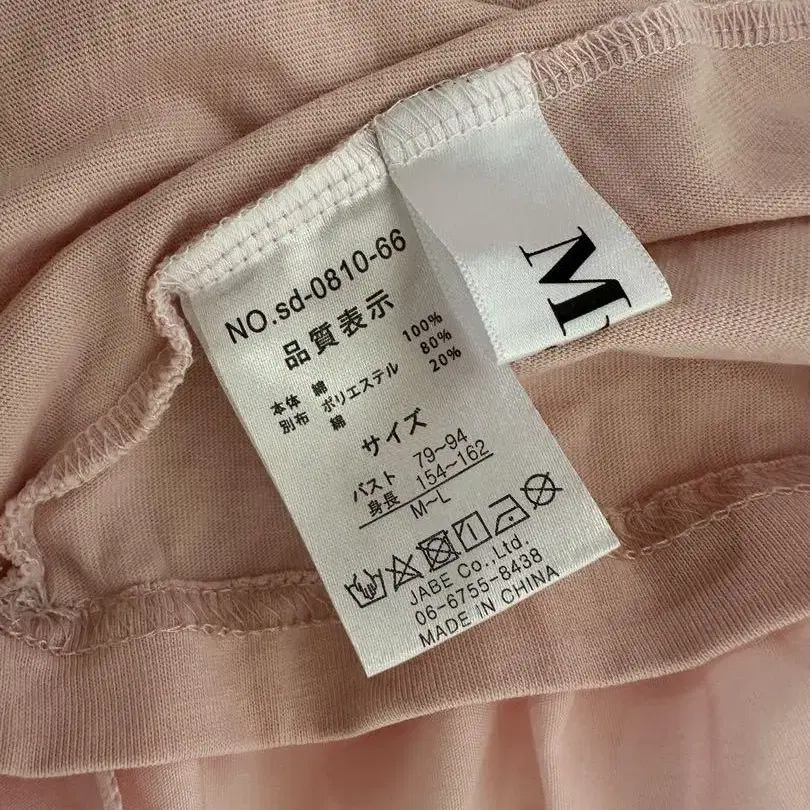 NO.sd-0810-66
品質表示
本体 綿 100%
別布 ポリエステル 80%
綿 20%
サイズ
バスト 79~94
身長 154~162
M~L
JABE Co.,Ltd.
06-6755-8438
MADE IN CHINA
M